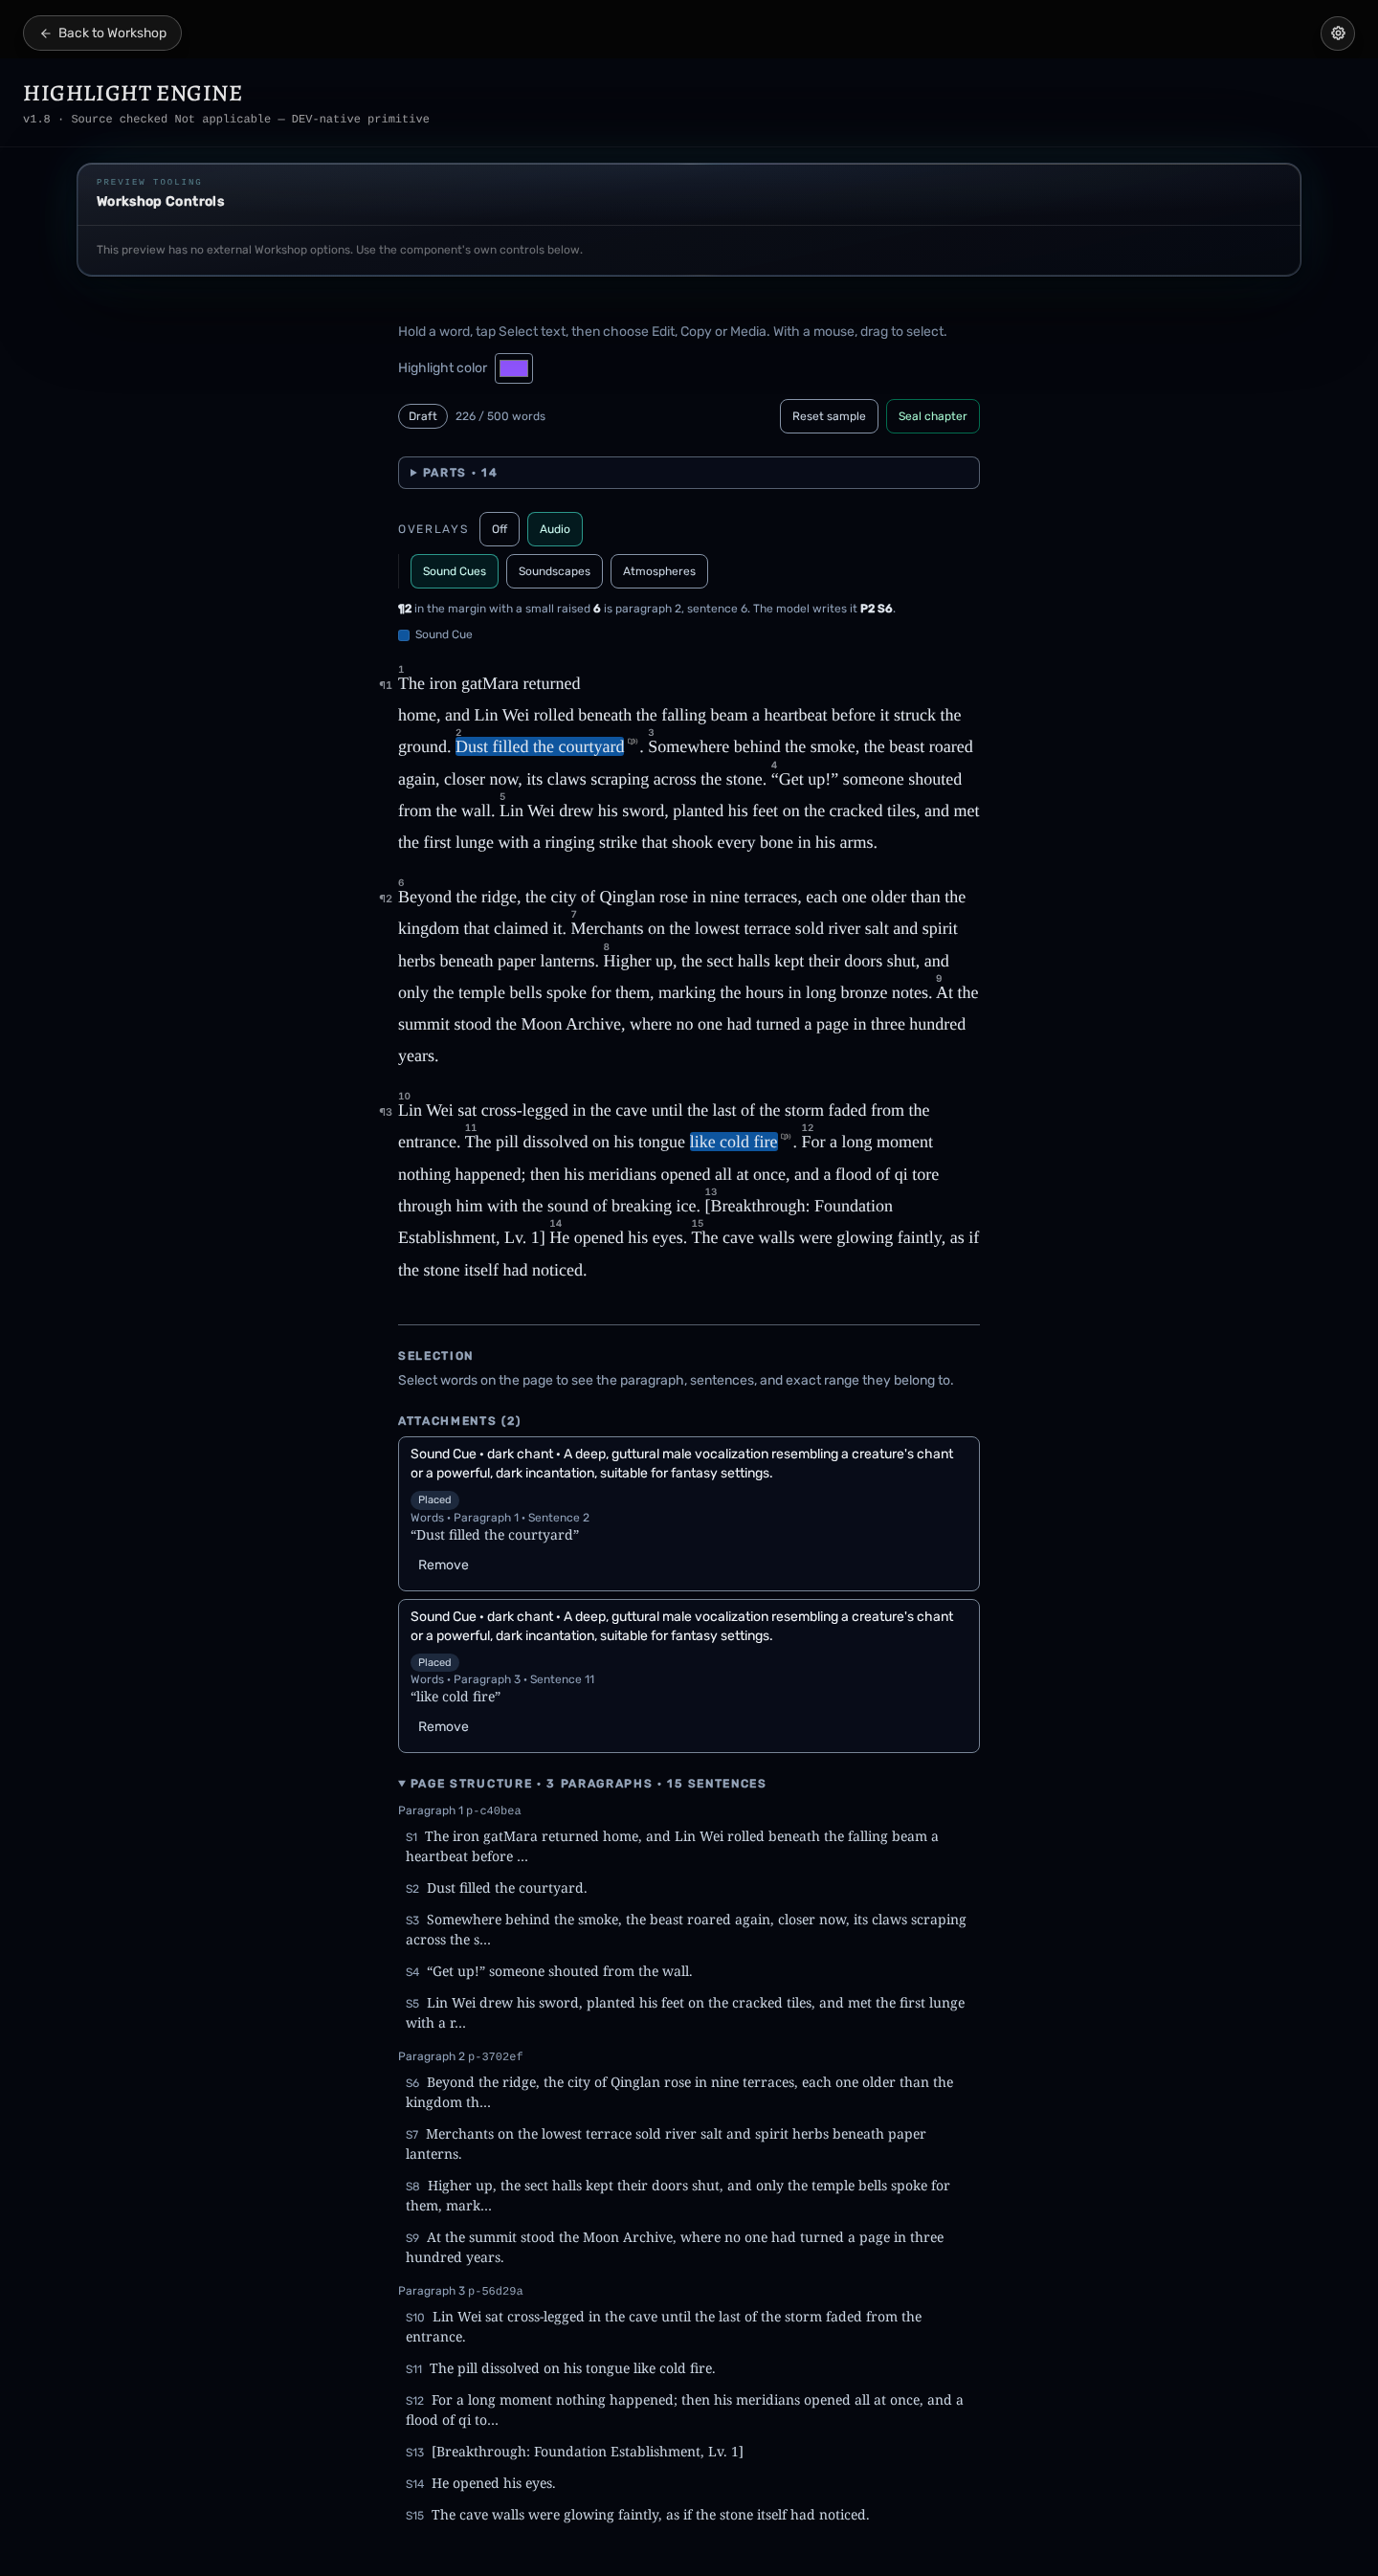 ← Back to Workshop
HIGHLIGHT ENGINE
v1.8 · Source checked Not applicable — DEV-native primitive
PREVIEW TOOLING
Workshop Controls
This preview has no external Workshop options. Use the component's own controls below.
Hold a word, tap Select text, then choose Edit, Copy or Media. With a mouse, drag to select.
Highlight color
Draft 226 / 500 words Reset sample Seal chapter
▶ PARTS • 14
OVERLAYS Off Audio
Sound Cues Soundscapes Atmospheres
¶2 in the margin with a small raised 6 is paragraph 2, sentence 6. The model writes it P2 S6.
Sound Cue
¶1 1 The iron gatMara returned
home, and Lin Wei rolled beneath the falling beam a heartbeat before it struck the
ground. 2 Dust filled the courtyard. 3 Somewhere behind the smoke, the beast roared
again, closer now, its claws scraping across the stone. 4 “Get up!” someone shouted
from the wall. 5 Lin Wei drew his sword, planted his feet on the cracked tiles, and met
the first lunge with a ringing strike that shook every bone in his arms.
¶2 6 Beyond the ridge, the city of Qinglan rose in nine terraces, each one older than the
kingdom that claimed it. 7 Merchants on the lowest terrace sold river salt and spirit
herbs beneath paper lanterns. 8 Higher up, the sect halls kept their doors shut, and
only the temple bells spoke for them, marking the hours in long bronze notes. 9 At the
summit stood the Moon Archive, where no one had turned a page in three hundred
years.
¶3 10 Lin Wei sat cross-legged in the cave until the last of the storm faded from the
entrance. 11 The pill dissolved on his tongue like cold fire. 12 For a long moment
nothing happened; then his meridians opened all at once, and a flood of qi tore
through him with the sound of breaking ice. 13 [Breakthrough: Foundation
Establishment, Lv. 1] 14 He opened his eyes. 15 The cave walls were glowing faintly, as if
the stone itself had noticed.
SELECTION
Select words on the page to see the paragraph, sentences, and exact range they belong to.
ATTACHMENTS (2)
Sound Cue • dark chant • A deep, guttural male vocalization resembling a creature's chant
or a powerful, dark incantation, suitable for fantasy settings.
Placed
Words • Paragraph 1 • Sentence 2
“Dust filled the courtyard”
Remove
Sound Cue • dark chant • A deep, guttural male vocalization resembling a creature's chant
or a powerful, dark incantation, suitable for fantasy settings.
Placed
Words • Paragraph 3 • Sentence 11
“like cold fire”
Remove
▼ PAGE STRUCTURE • 3 PARAGRAPHS • 15 SENTENCES
Paragraph 1 p-c40bea
S1 The iron gatMara returned home, and Lin Wei rolled beneath the falling beam a
heartbeat before …
S2 Dust filled the courtyard.
S3 Somewhere behind the smoke, the beast roared again, closer now, its claws scraping
across the s…
S4 “Get up!” someone shouted from the wall.
S5 Lin Wei drew his sword, planted his feet on the cracked tiles, and met the first lunge
with a r…
Paragraph 2 p-3702ef
S6 Beyond the ridge, the city of Qinglan rose in nine terraces, each one older than the
kingdom th…
S7 Merchants on the lowest terrace sold river salt and spirit herbs beneath paper
lanterns.
S8 Higher up, the sect halls kept their doors shut, and only the temple bells spoke for
them, mark…
S9 At the summit stood the Moon Archive, where no one had turned a page in three
hundred years.
Paragraph 3 p-56d29a
S10 Lin Wei sat cross-legged in the cave until the last of the storm faded from the
entrance.
S11 The pill dissolved on his tongue like cold fire.
S12 For a long moment nothing happened; then his meridians opened all at once, and a
flood of qi to…
S13 [Breakthrough: Foundation Establishment, Lv. 1]
S14 He opened his eyes.
S15 The cave walls were glowing faintly, as if the stone itself had noticed.